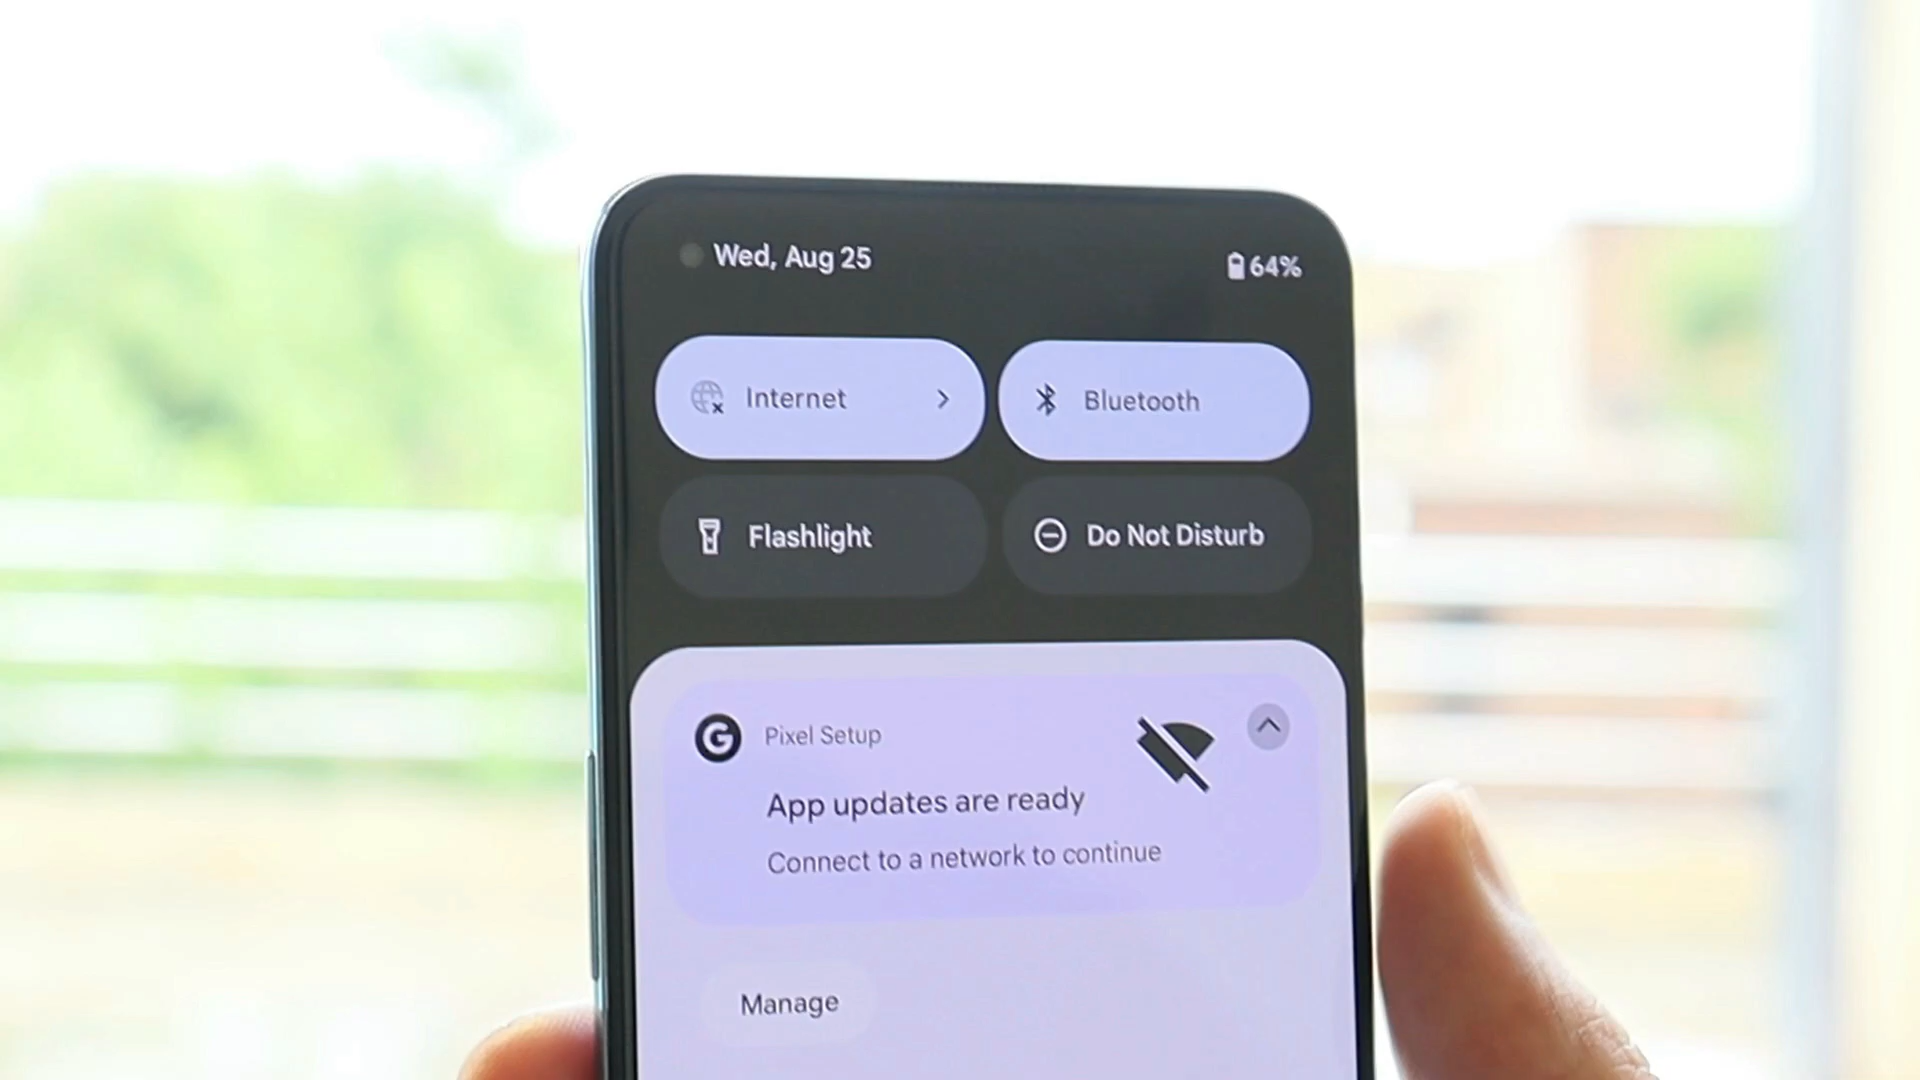 Wed, Aug 25
64%
Internet
Bluetooth
Flashlight
Do Not Disturb
G Pixel Setup
App updates are ready
Connect to a network to continue
Manage